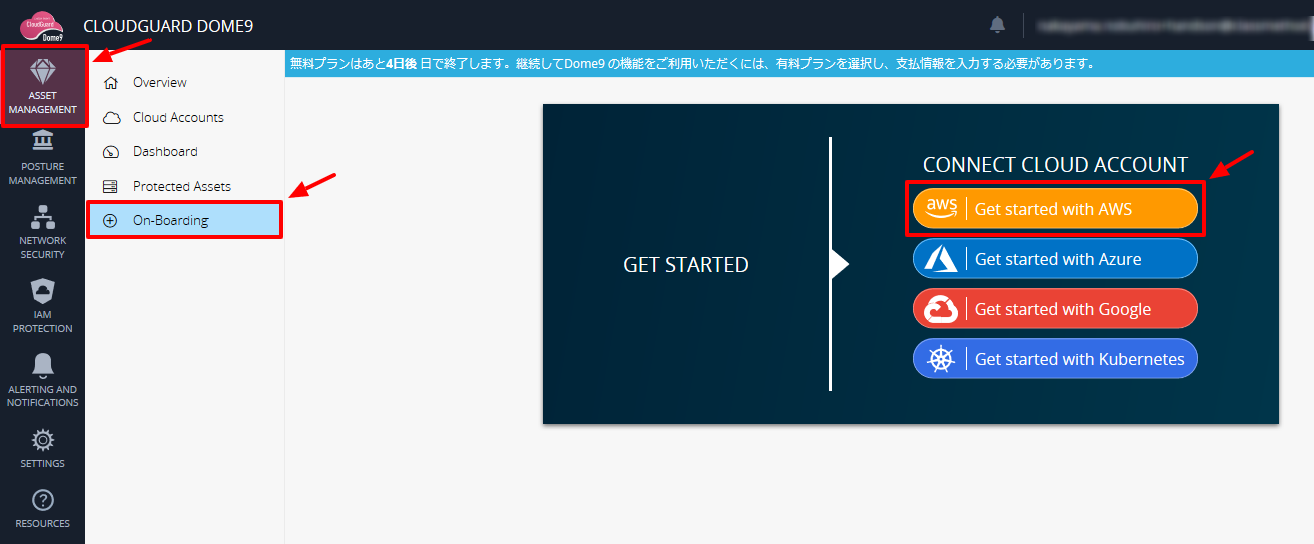 CloudGuard
Dome9
CLOUDGUARD DOME9
ASSET
MANAGEMENT
POSTURE
MANAGEMENT
NETWORK
SECURITY
IAM
PROTECTION
ALERTING AND
NOTIFICATIONS
SETTINGS
RESOURCES
Overview
Cloud Accounts
Dashboard
Protected Assets
On-Boarding
無料プランはあと4日後 日で終了します。継続してDome9 の機能をご利用いただくには、有料プランを選択し、支払情報を入力する必要があります。
GET STARTED
CONNECT CLOUD ACCOUNT
aws Get started with AWS
Get started with Azure
Get started with Google
Get started with Kubernetes